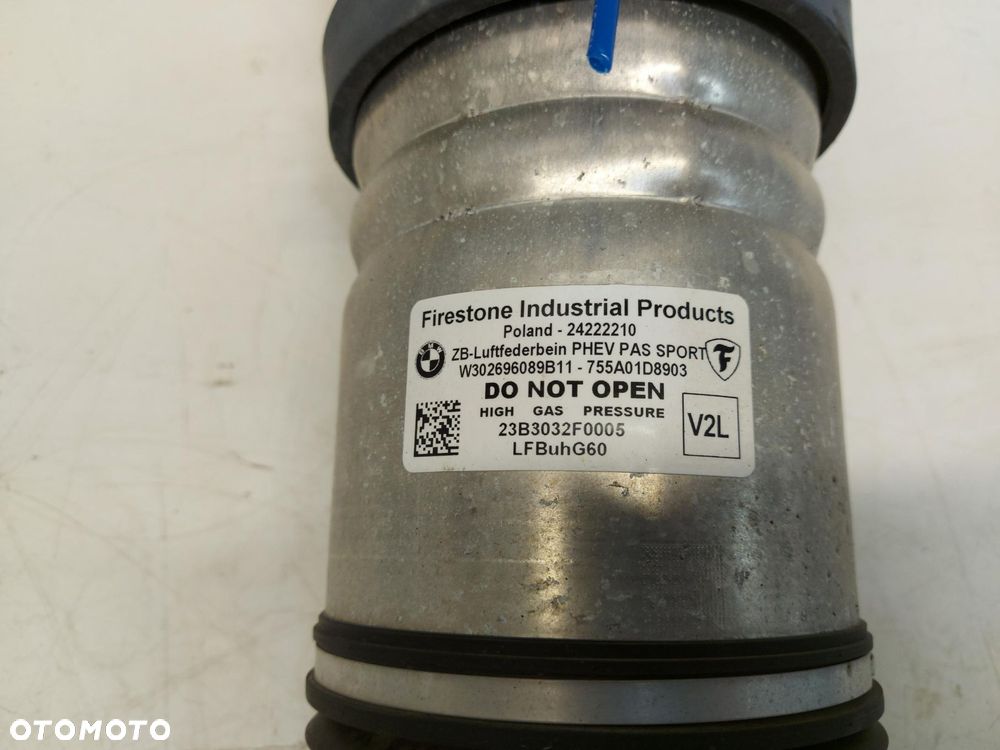 Firestone Industrial Products
Poland - 24222210
BMW
ZB-Luftfederbein PHEV PAS SPORT
F
W302696089B11 - 755A01D8903
DO NOT OPEN
HIGH GAS PRESSURE
23B3032F0005
LFBuhG60
V2L
OTOMOTO